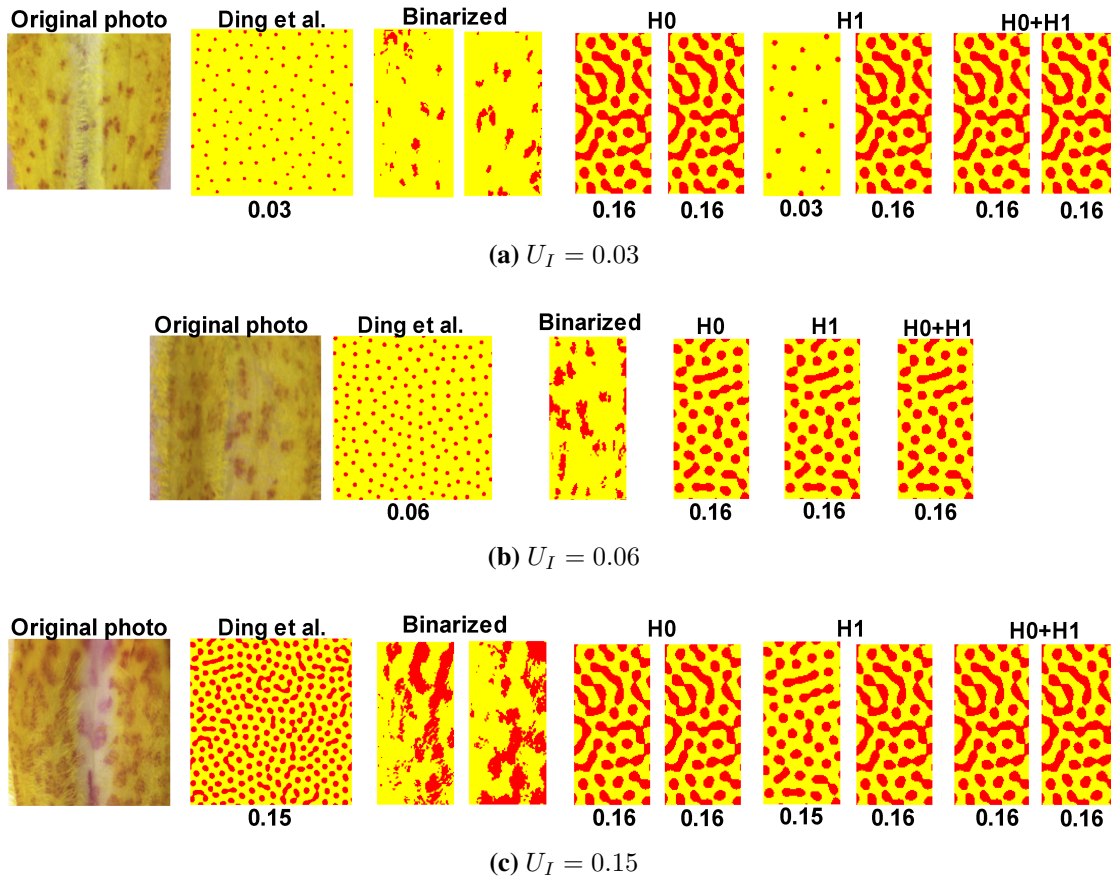 Original photo Ding et al. Binarized H0 H1 H0+H1
0.03 0.16 0.16 0.03 0.16 0.16 0.16
(a) U_I = 0.03
Original photo Ding et al. Binarized H0 H1 H0+H1
0.06 0.16 0.16 0.16
(b) U_I = 0.06
Original photo Ding et al. Binarized H0 H1 H0+H1
0.15 0.16 0.16 0.15 0.16 0.16 0.16
(c) U_I = 0.15